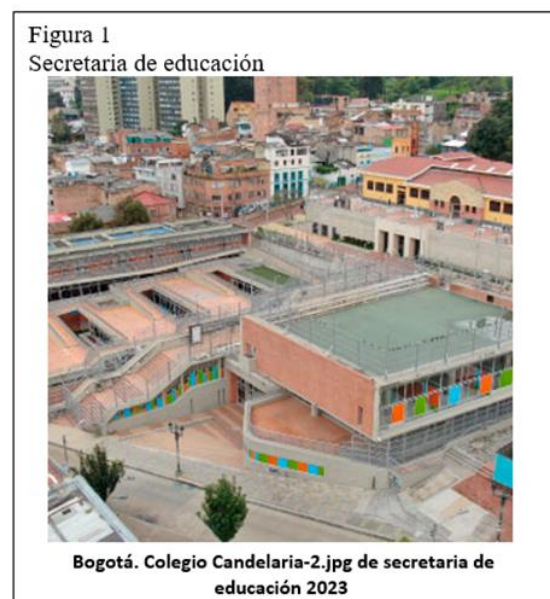 Figura 1
Secretaria de educación
Bogotá. Colegio Candelaria-2.jpg de secretaria de
educación 2023